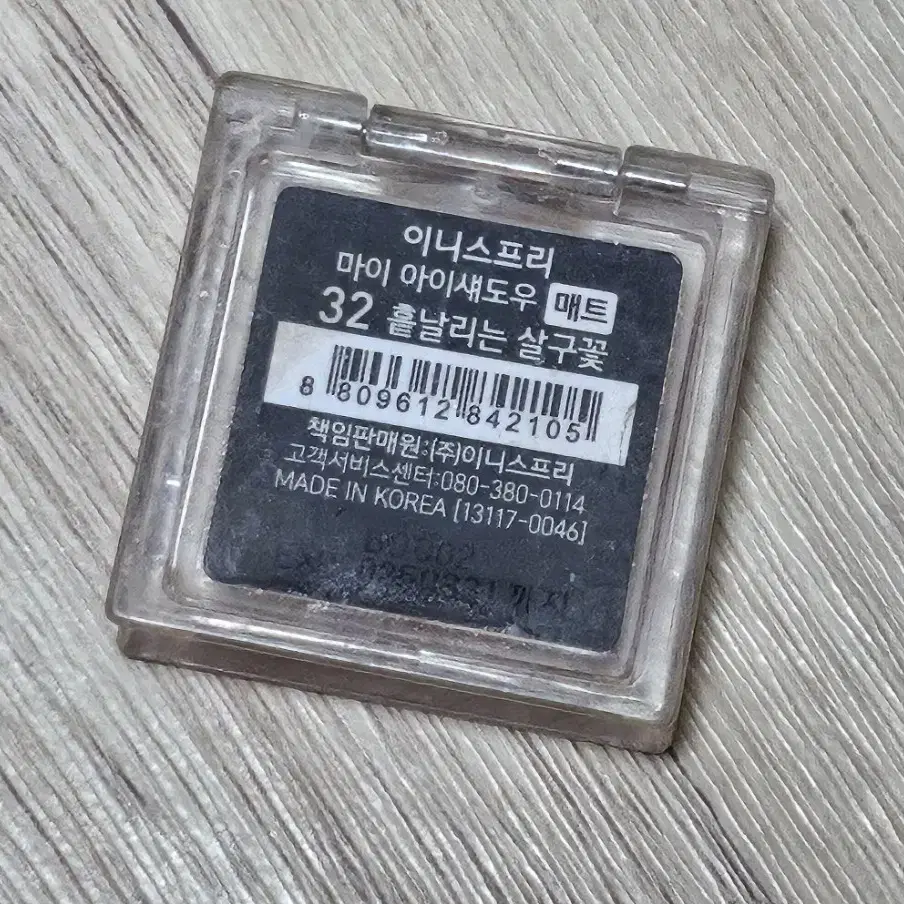 이니스프리
마이 아이섀도우 매트
32 흩날리는 살구꽃
8 809612 842105
책임판매원:(주)이니스프리
고객서비스센터:080-380-0114
MADE IN KOREA [13117-0046]
까지